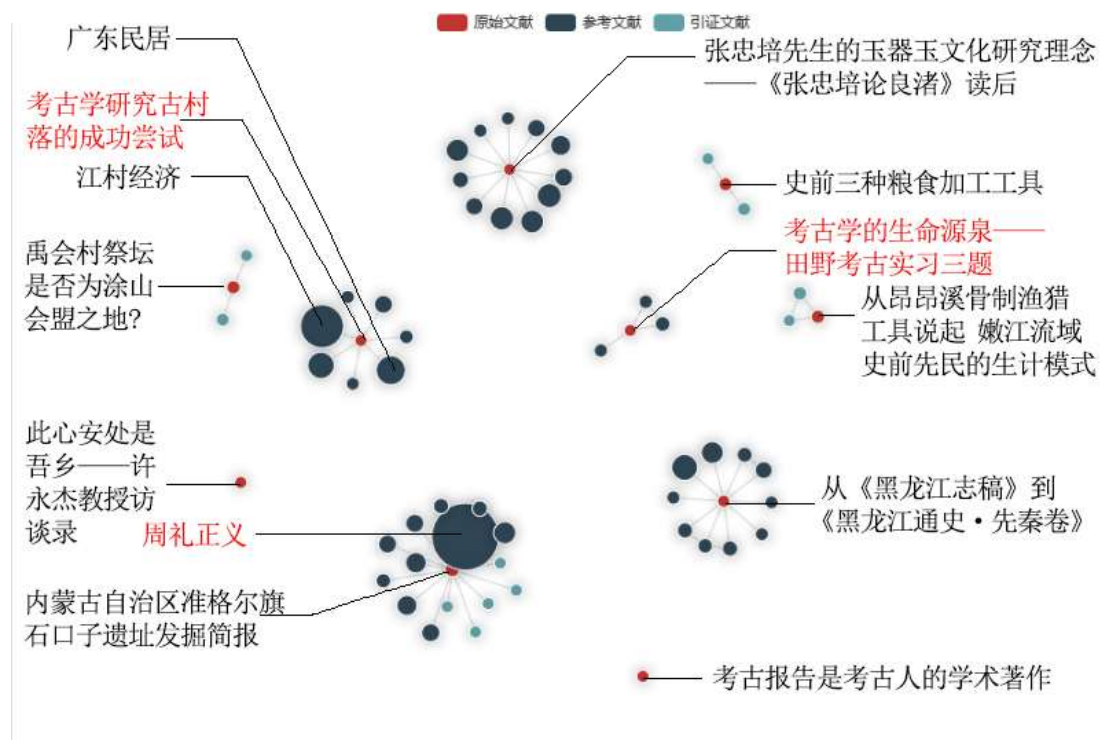 原始文献 参考文献 引证文献
广东民居
张忠培先生的玉器玉文化研究理念
——《张忠培论良渚》读后
考古学研究古村
落的成功尝试
江村经济
史前三种粮食加工工具
考古学的生命源泉——
田野考古实习三题
禹会村祭坛
是否为涂山
会盟之地?
从昂昂溪骨制渔猎
工具说起 嫩江流域
史前先民的生计模式
此心安处是
吾乡——许
永杰教授访
谈录
从《黑龙江志稿》到
《黑龙江通史·先秦卷》
周礼正义
内蒙古自治区准格尔旗
石口子遗址发掘简报
考古报告是考古人的学术著作